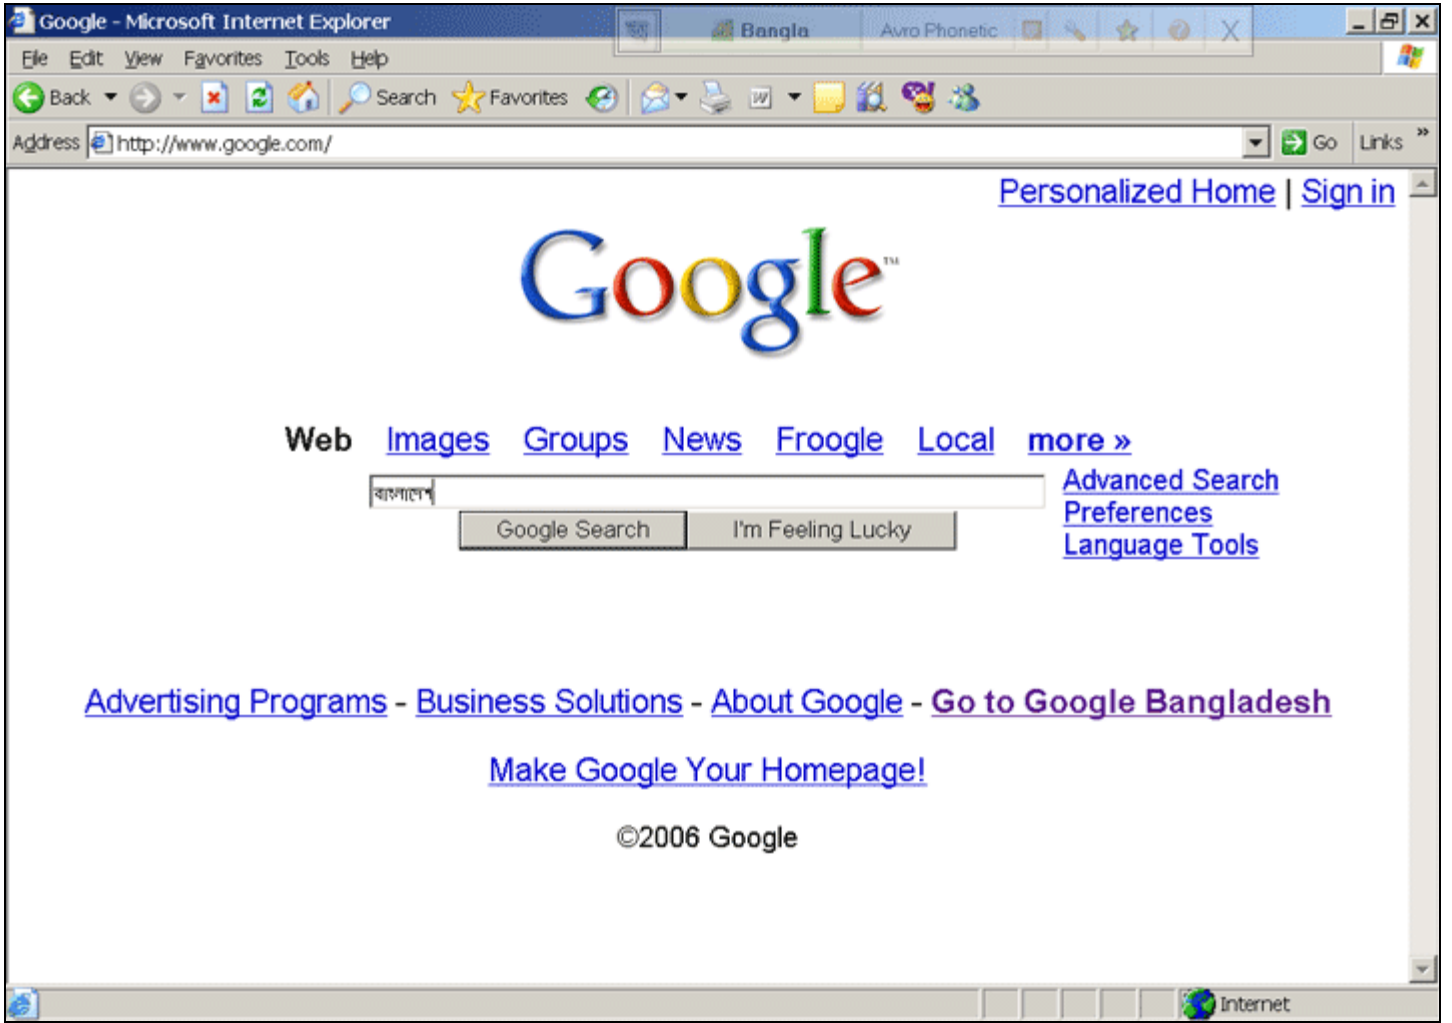 Google - Microsoft Internet Explorer
Bangla Avro Phonetic X
File Edit View Favorites Tools Help
Back Search Favorites
Address http://www.google.com/ Go Links »
Personalized Home | Sign in
Google™
Web Images Groups News Froogle Local more »
বাংলাদেশ
Advanced Search
Preferences
Language Tools
Google Search I'm Feeling Lucky
Advertising Programs - Business Solutions - About Google - Go to Google Bangladesh
Make Google Your Homepage!
©2006 Google
Internet